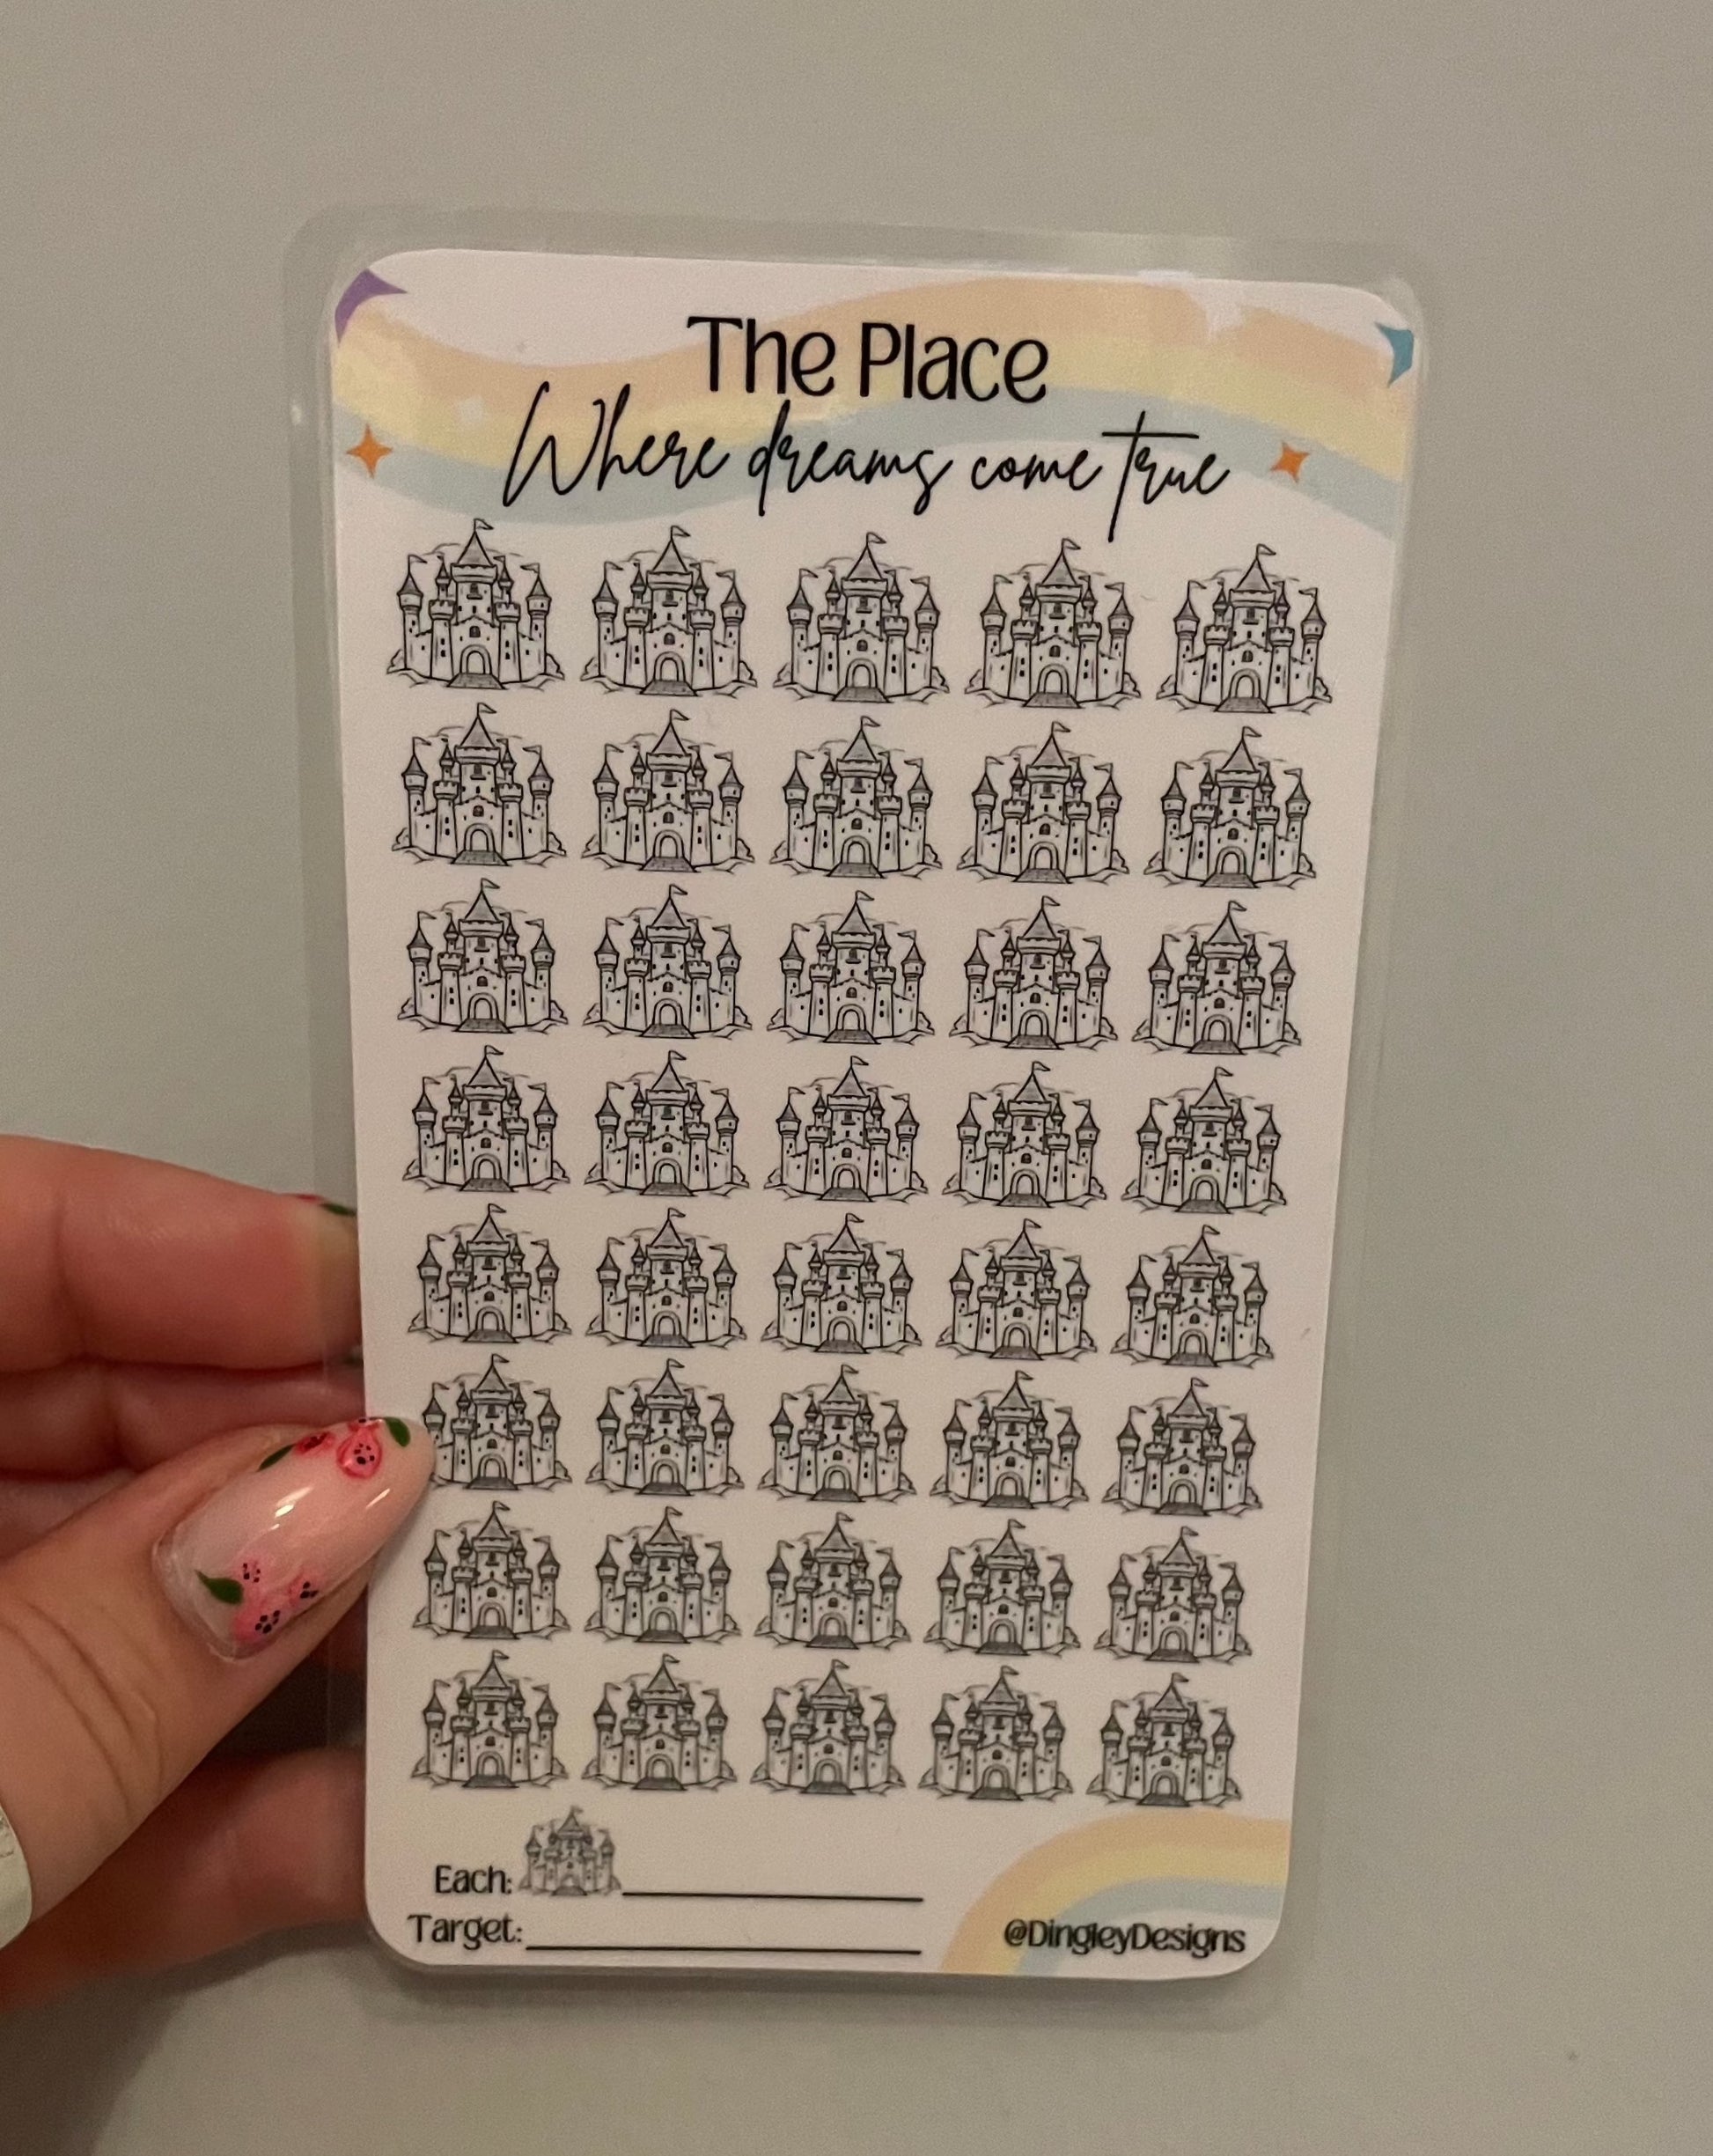 The Place
Where dreams come true
Each:
Target:
@DingleyDesigns